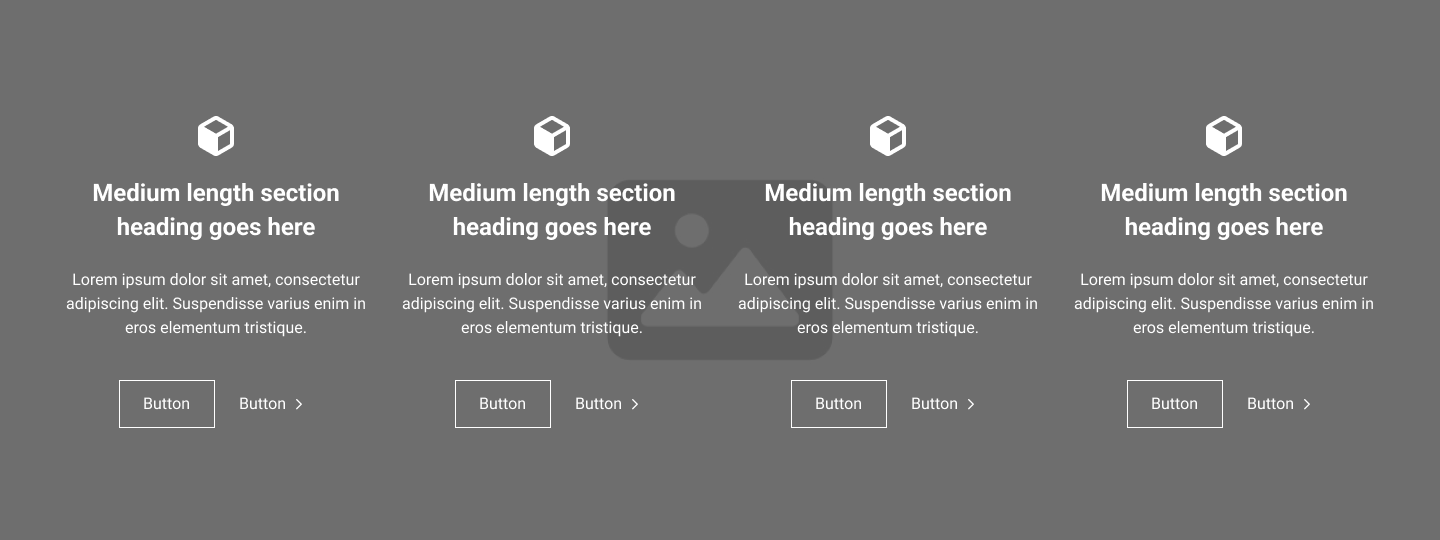 Medium length section
heading goes here
Lorem ipsum dolor sit amet, consectetur
adipiscing elit. Suspendisse varius enim in
eros elementum tristique.
Button
Button
Medium length section
heading goes here
Lorem ipsum dolor sit amet, consectetur
adipiscing elit. Suspendisse varius enim in
eros elementum tristique.
Button
Button
Medium length section
heading goes here
Lorem ipsum dolor sit amet, consectetur
adipiscing elit. Suspendisse varius enim in
eros elementum tristique.
Button
Button
Medium length section
heading goes here
Lorem ipsum dolor sit amet, consectetur
adipiscing elit. Suspendisse varius enim in
eros elementum tristique.
Button
Button